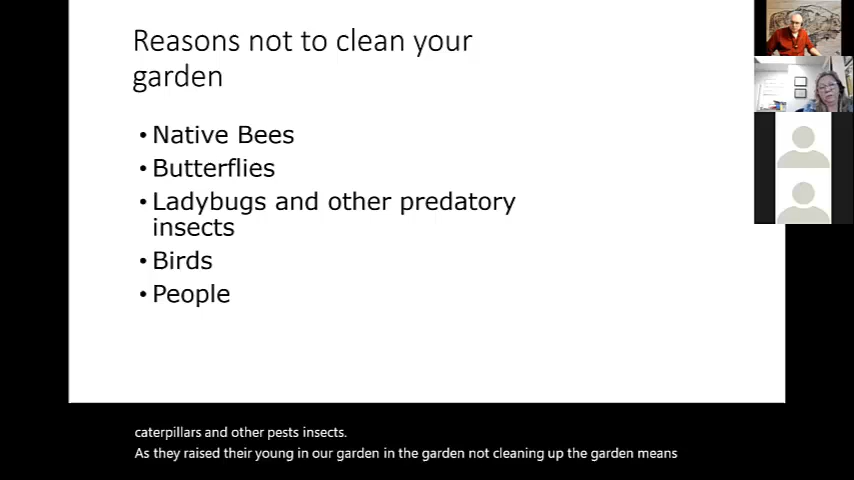 Reasons not to clean your
garden
• Native Bees
• Butterflies
• Ladybugs and other predatory
insects
• Birds
• People
caterpillars and other pests insects.
As they raised their young in our garden in the garden not cleaning up the garden means